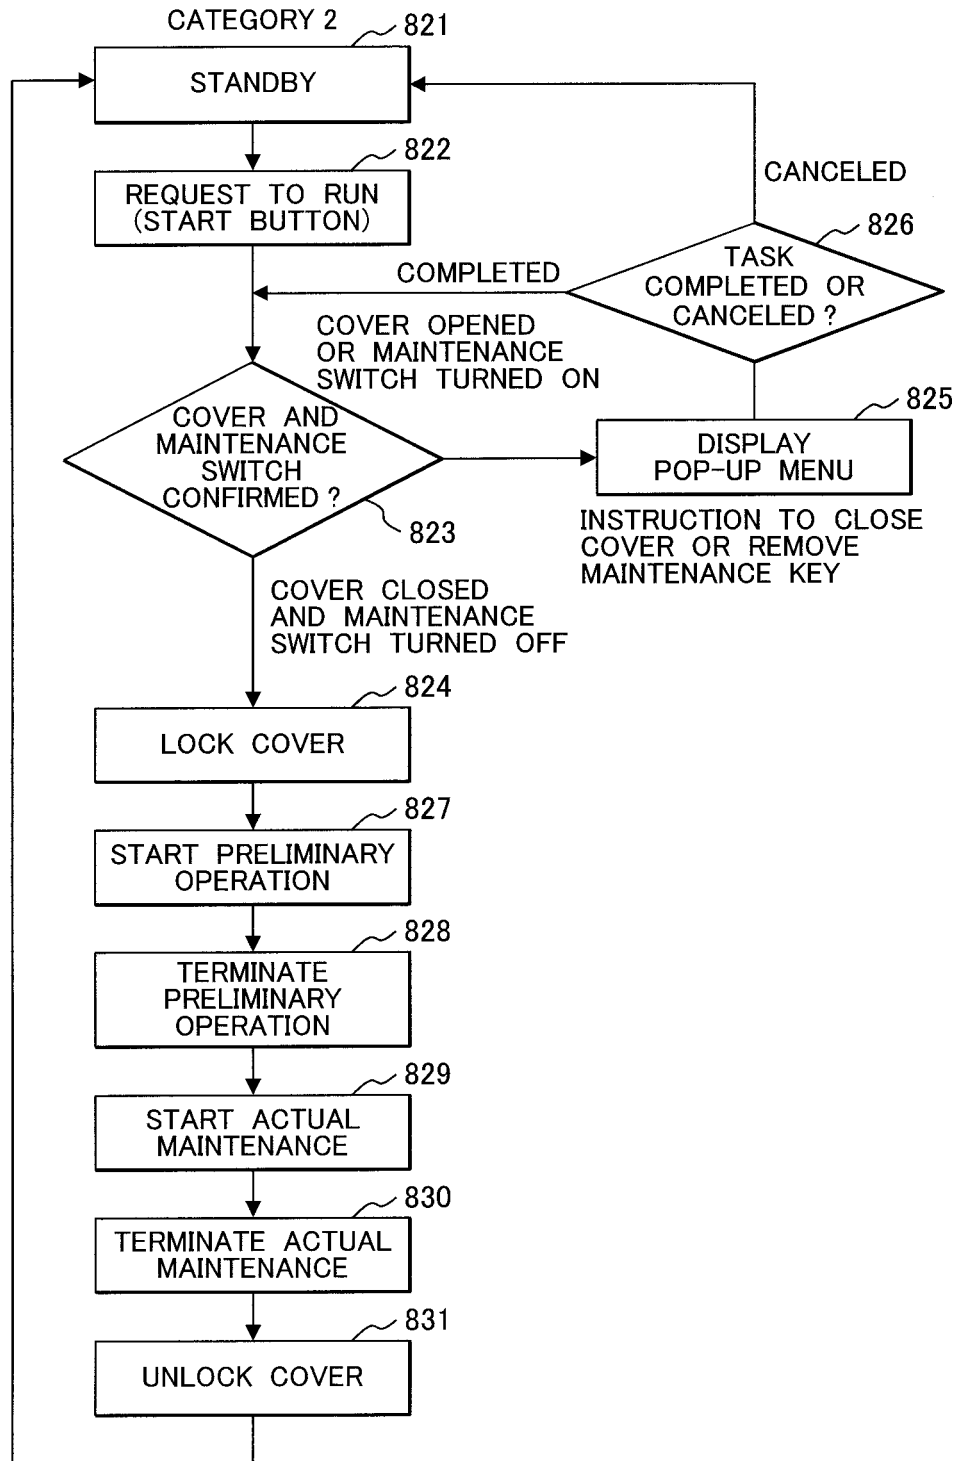 CATEGORY 2
821
STANDBY
822
REQUEST TO RUN
(START BUTTON)
CANCELED
826
TASK
COMPLETED OR
CANCELED ?
COMPLETED
COVER OPENED
OR MAINTENANCE
SWITCH TURNED ON
COVER AND
MAINTENANCE
SWITCH
CONFIRMED ?
823
825
DISPLAY
POP-UP MENU
INSTRUCTION TO CLOSE
COVER OR REMOVE
MAINTENANCE KEY
COVER CLOSED
AND MAINTENANCE
SWITCH TURNED OFF
824
LOCK COVER
827
START PRELIMINARY
OPERATION
828
TERMINATE
PRELIMINARY
OPERATION
829
START ACTUAL
MAINTENANCE
830
TERMINATE ACTUAL
MAINTENANCE
831
UNLOCK COVER